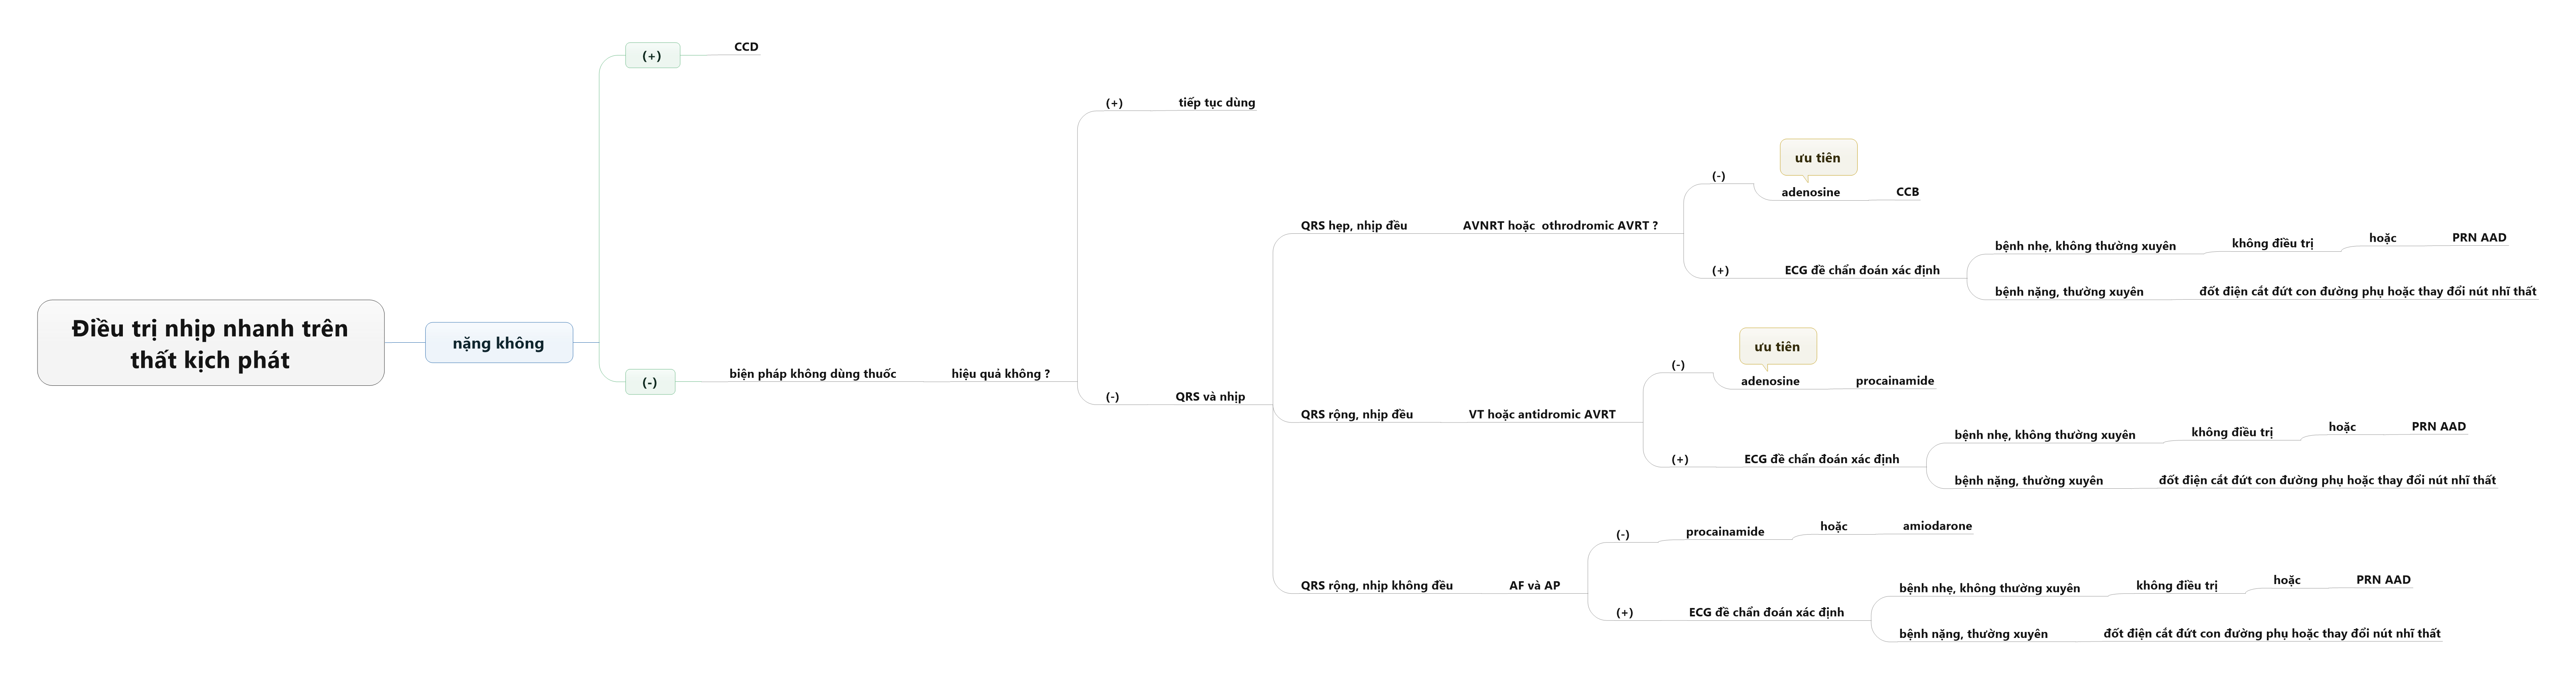 Điều trị nhịp nhanh trên
thất kịch phát
nặng không
(+)
CCD
(-)
biện pháp không dùng thuốc
hiệu quả không ?
(+)
tiếp tục dùng
(-)
QRS và nhịp
QRS hẹp, nhịp đều
AVNRT hoặc  othrodromic AVRT ?
(-)
ưu tiên
adenosine
CCB
(+)
ECG đề chẩn đoán xác định
bệnh nhẹ, không thường xuyên
không điều trị
hoặc
PRN AAD
bệnh nặng, thường xuyên
đốt điện cắt đứt con đường phụ hoặc thay đổi nút nhĩ thất
QRS rộng, nhịp đều
VT hoặc antidromic AVRT
(-)
ưu tiên
adenosine
procainamide
(+)
ECG đề chẩn đoán xác định
bệnh nhẹ, không thường xuyên
không điều trị
hoặc
PRN AAD
bệnh nặng, thường xuyên
đốt điện cắt đứt con đường phụ hoặc thay đổi nút nhĩ thất
QRS rộng, nhịp không đều
AF và AP
(-)
procainamide
hoặc
amiodarone
(+)
ECG đề chẩn đoán xác định
bệnh nhẹ, không thường xuyên
không điều trị
hoặc
PRN AAD
bệnh nặng, thường xuyên
đốt điện cắt đứt con đường phụ hoặc thay đổi nút nhĩ thất